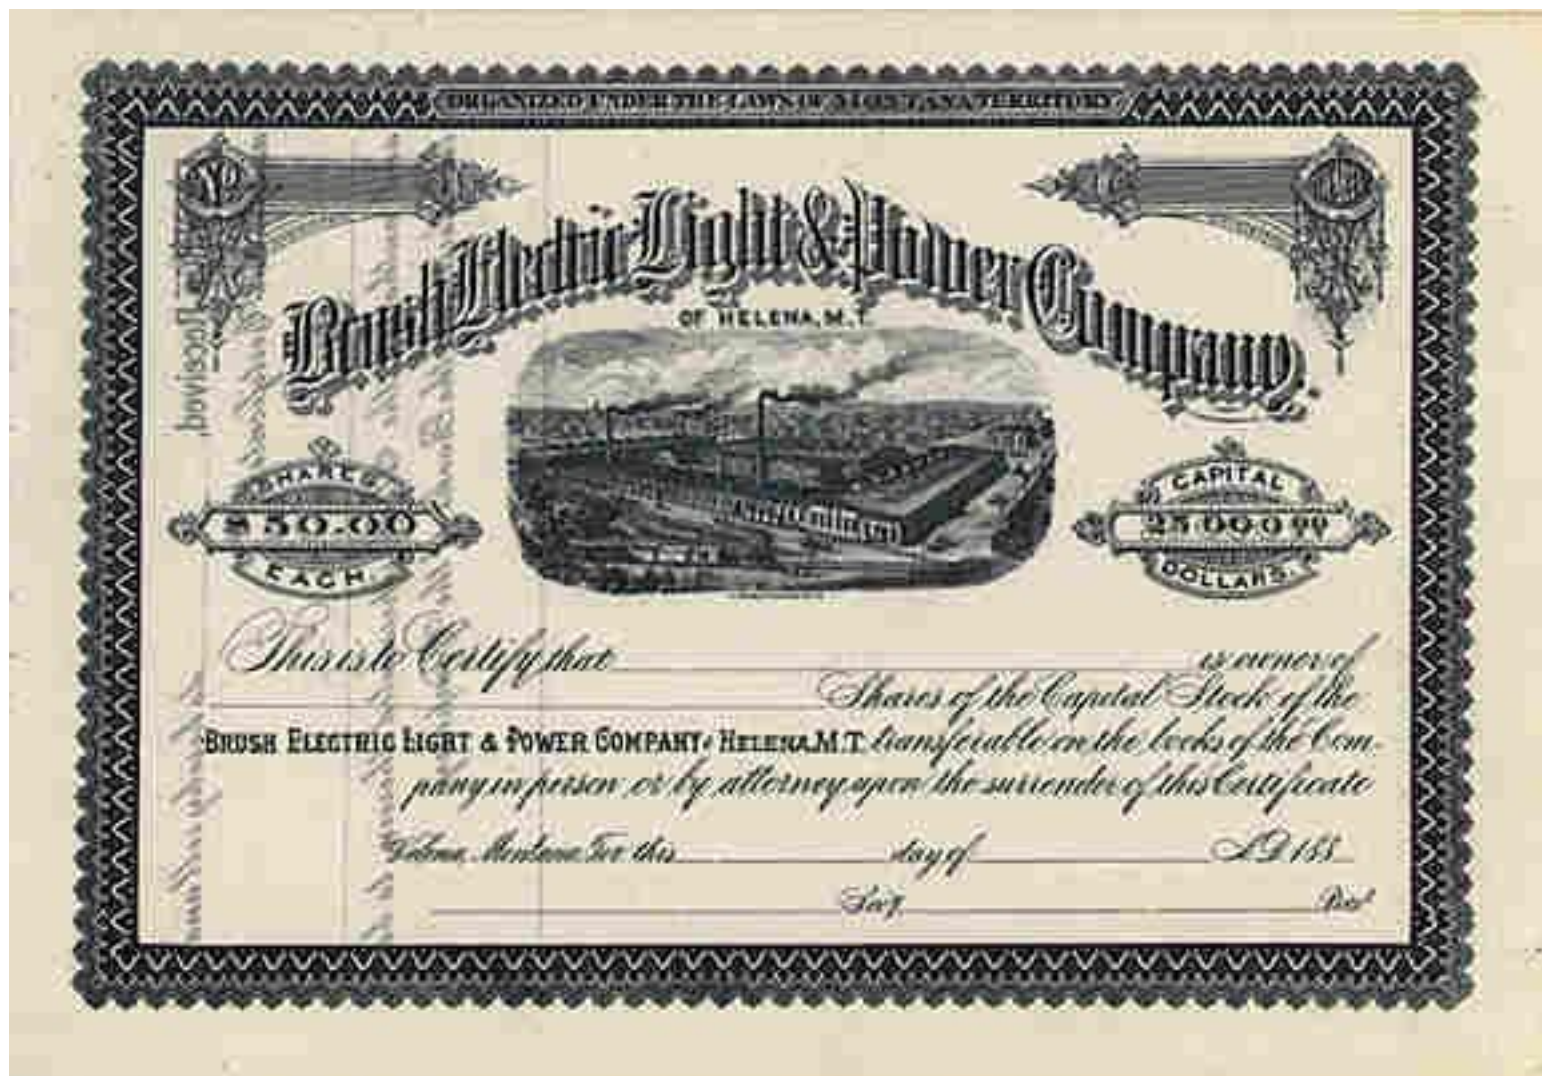 ORGANIZED UNDER THE LAWS OF MONTANA TERRITORY
No
Brush Electric Light & Power Company
OF HELENA, M.T.
SHARES
$50.00
EACH.
CAPITAL
25.000.00
DOLLARS.
This is to Certify that is owner of
Shares of the Capital Stock of the
BRUSH ELECTRIC LIGHT & POWER COMPANY, HELENA, M.T. transferable on the books of the Com-
pany in person or by attorney upon the surrender of this Certificate
Helena, Montana Ter this day of A.D. 188
Secy. Prest
received,